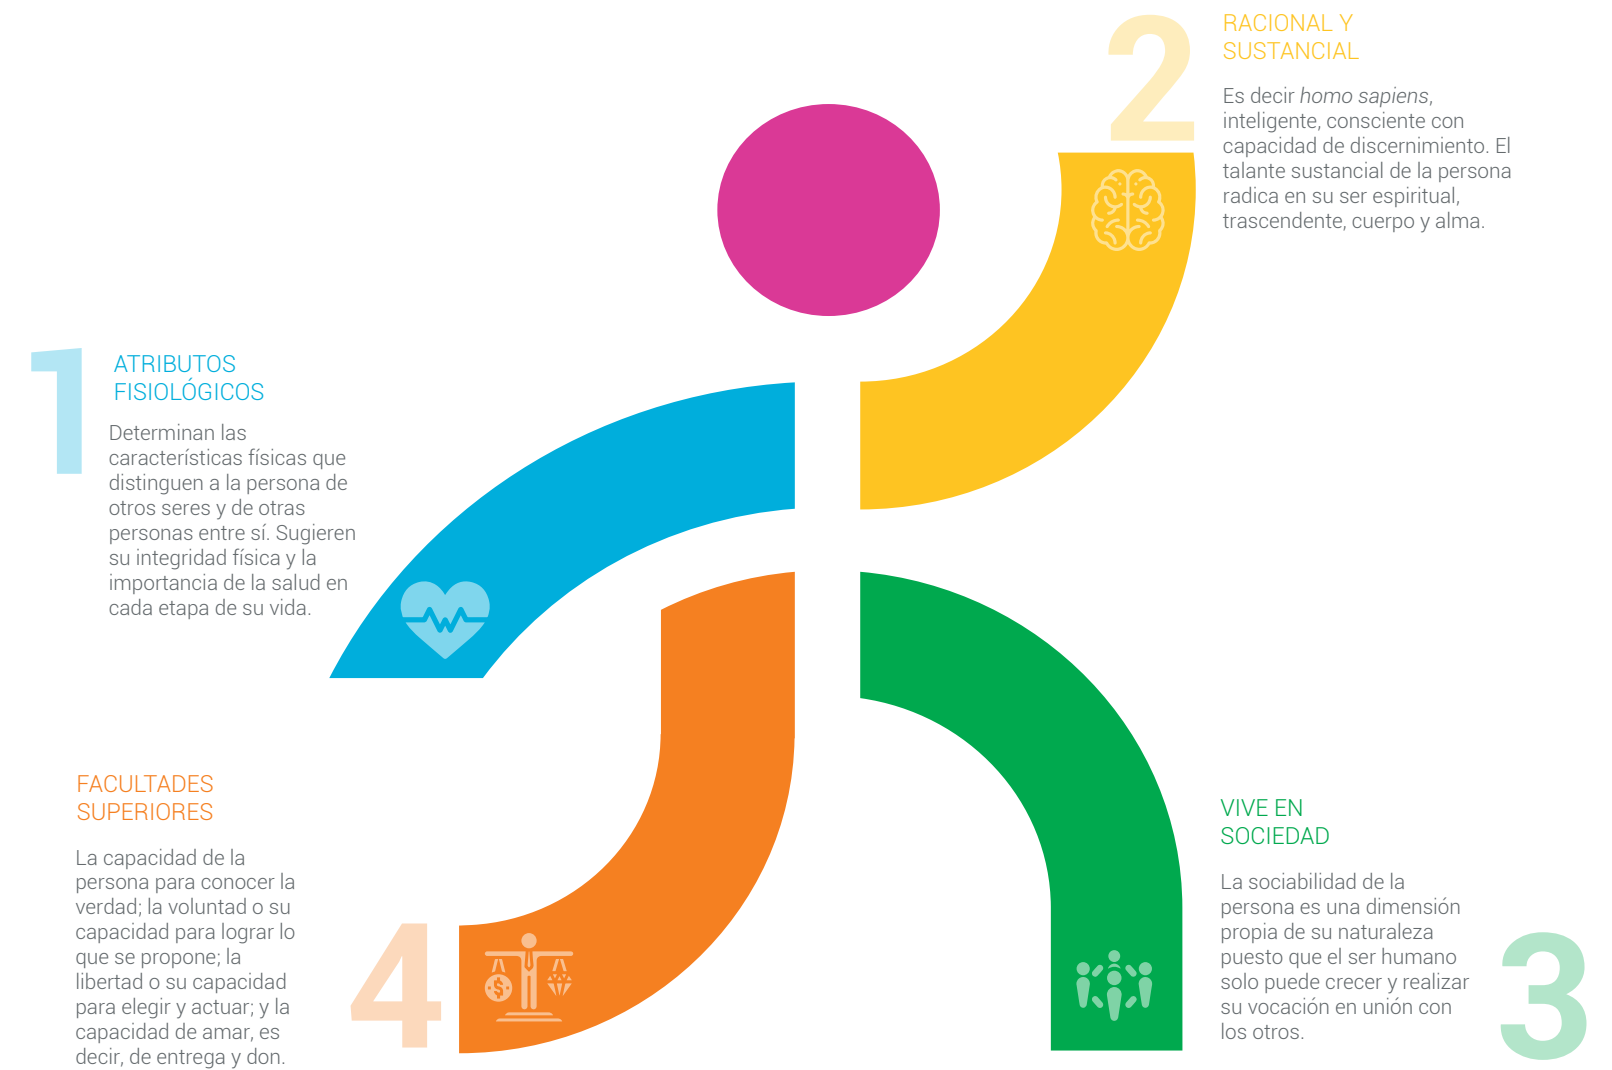 1
ATRIBUTOS
FISIOLÓGICOS
Determinan las
características físicas que
distinguen a la persona de
otros seres y de otras
personas entre sí. Sugieren
su integridad física y la
importancia de la salud en
cada etapa de su vida.
2
RACIONAL Y
SUSTANCIAL
Es decir homo sapiens,
inteligente, consciente con
capacidad de discernimiento. El
talante sustancial de la persona
radica en su ser espiritual,
trascendente, cuerpo y alma.
VIVE EN
SOCIEDAD
La sociabilidad de la
persona es una dimensión
propia de su naturaleza
puesto que el ser humano
solo puede crecer y realizar
su vocación en unión con
los otros.
3
FACULTADES
SUPERIORES
La capacidad de la
persona para conocer la
verdad; la voluntad o su
capacidad para lograr lo
que se propone; la
libertad o su capacidad
para elegir y actuar; y la
capacidad de amar, es
decir, de entrega y don.
4
$